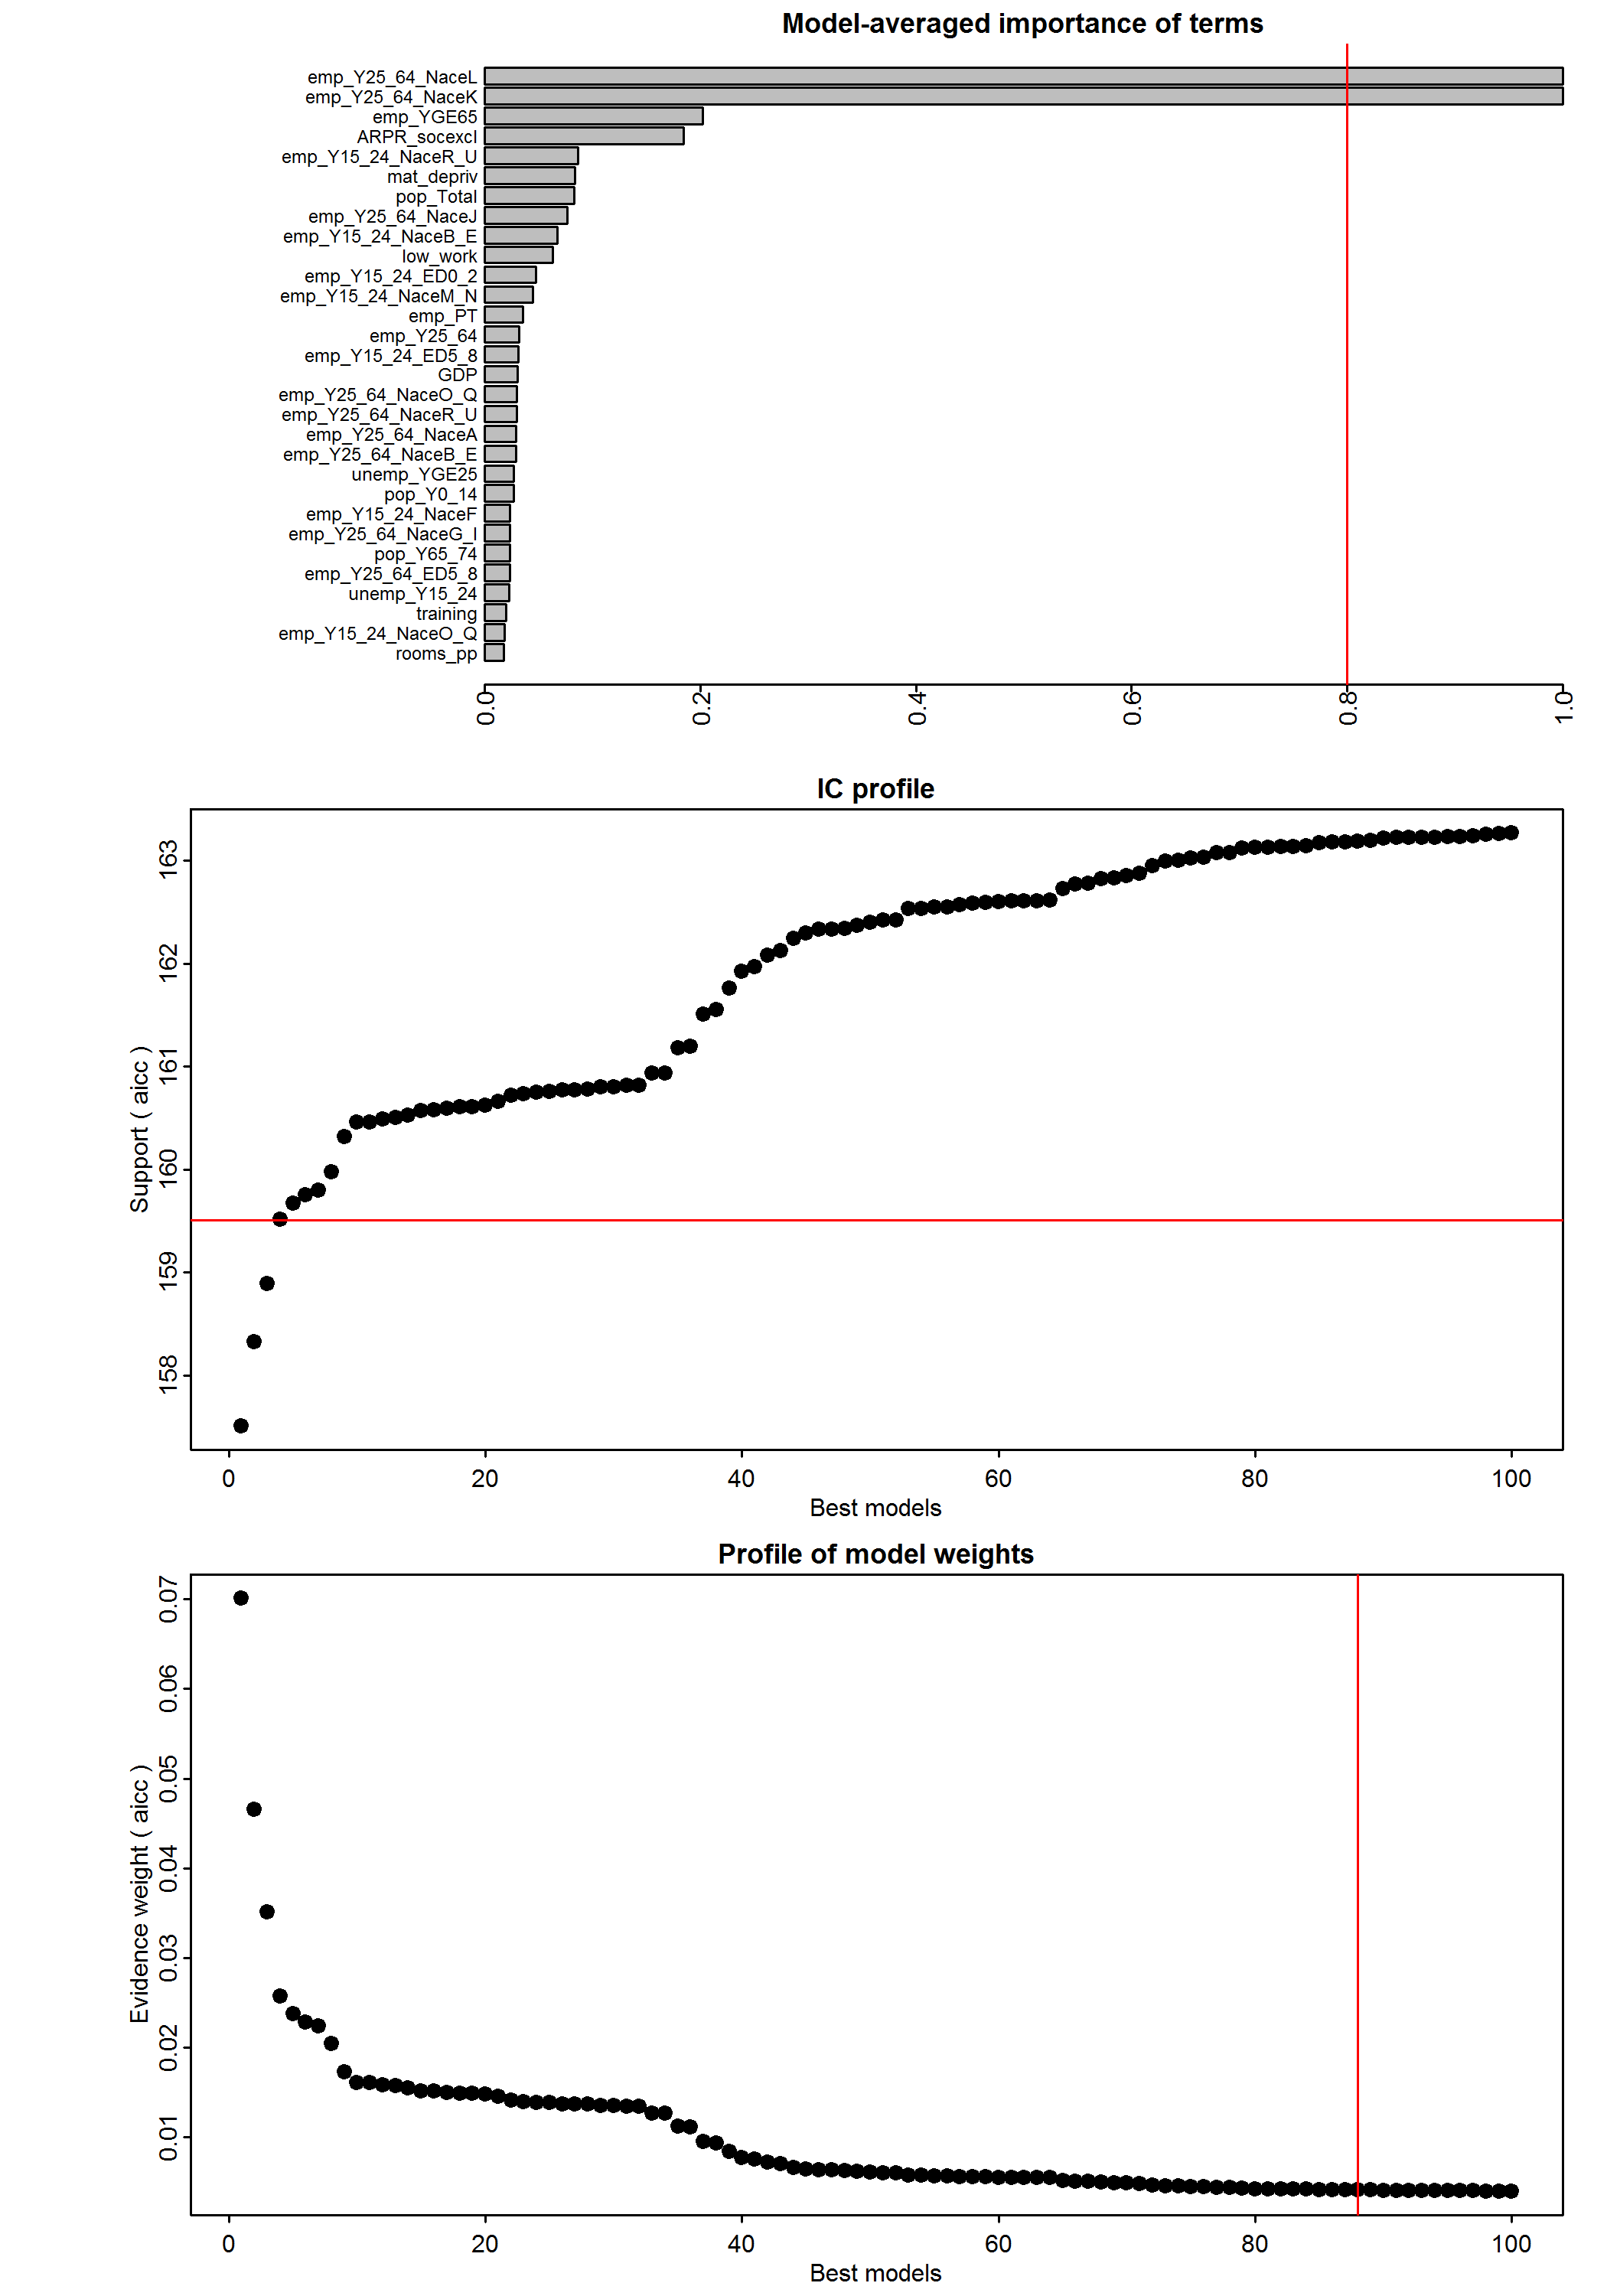 Model-averaged importance of terms
emp_Y25_64_NaceL
emp_Y25_64_NaceK
emp_YGE65
ARPR_socexcl
emp_Y15_24_NaceR_U
mat_depriv
pop_Total
emp_Y25_64_NaceJ
emp_Y15_24_NaceB_E
low_work
emp_Y15_24_ED0_2
emp_Y15_24_NaceM_N
emp_PT
emp_Y25_64
emp_Y15_24_ED5_8
GDP
emp_Y25_64_NaceO_Q
emp_Y25_64_NaceR_U
emp_Y25_64_NaceA
emp_Y25_64_NaceB_E
unemp_YGE25
pop_Y0_14
emp_Y15_24_NaceF
emp_Y25_64_NaceG_I
pop_Y65_74
emp_Y25_64_ED5_8
unemp_Y15_24
training
emp_Y15_24_NaceO_Q
rooms_pp
0.0 0.2 0.4 0.6 0.8 1.0
IC profile
Support ( aicc )
163
162
161
160
159
158
0 20 40 60 80 100
Best models
Profile of model weights
Evidence weight ( aicc )
0.07
0.06
0.05
0.04
0.03
0.02
0.01
0 20 40 60 80 100
Best models